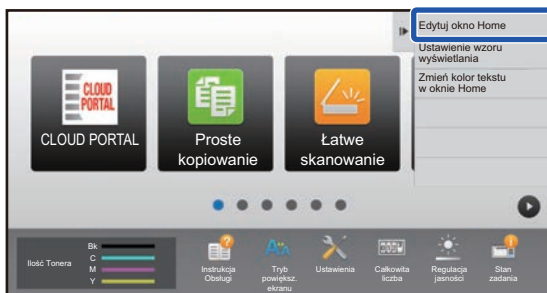 Edytuj okno Home
Ustawienie wzoru
wyświetlania
Zmień kolor tekstu
w oknie Home
CLOUD
PORTAL
CLOUD PORTAL
Proste
kopiowanie
Łatwe
skanowanie
Ilość Tonera
Bk
C
M
Y
Instrukcja
Obsługi
Tryb
powiększ.
ekranu
Ustawienia
Całkowita
liczba
Regulacja
jasności
Stan
zadania